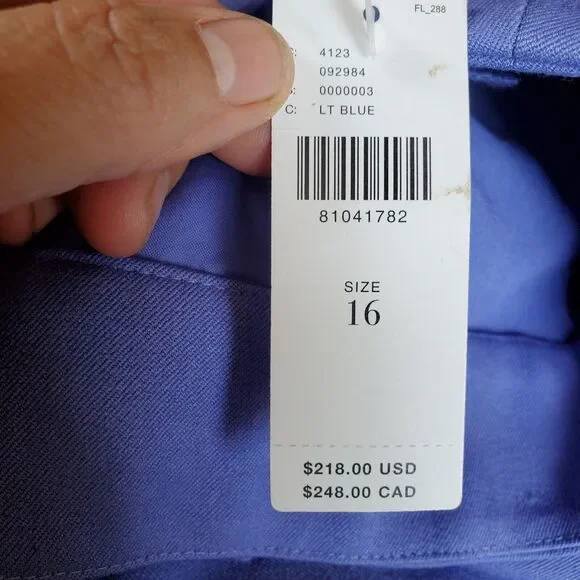 FL_288
4123
092984
0000003
C: LT BLUE
81041782
SIZE
16
$218.00 USD
$248.00 CAD